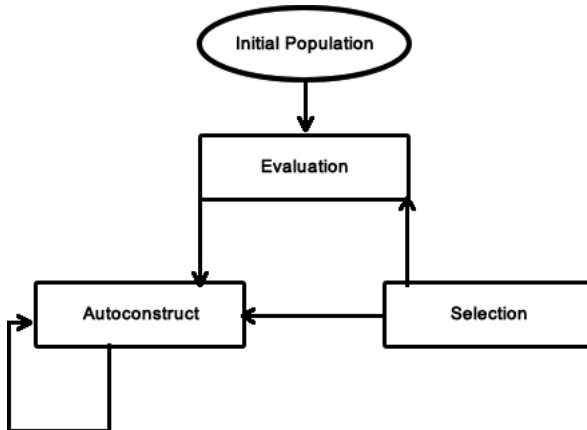 Initial Population
Evaluation
Autoconstruct
Selection